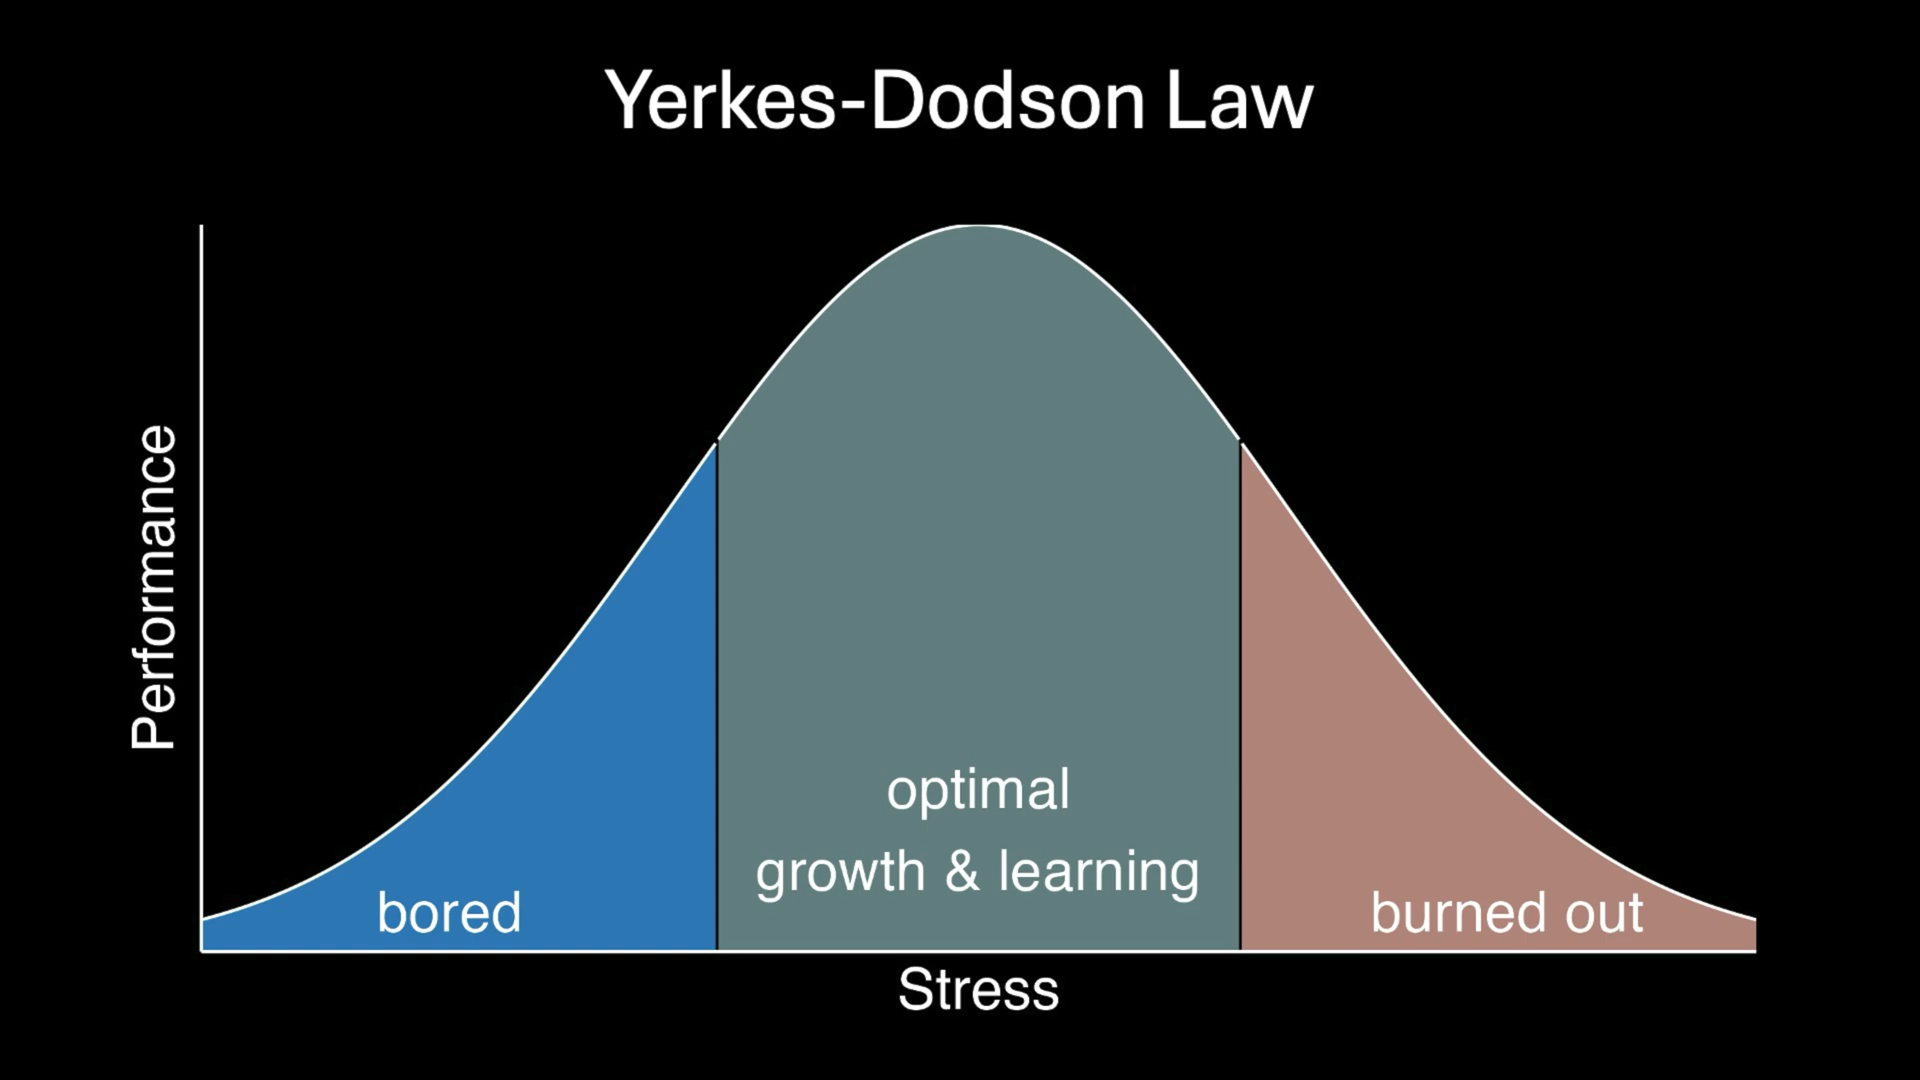 Yerkes-Dodson Law
Performance
optimal
growth & learning
bored
burned out
Stress